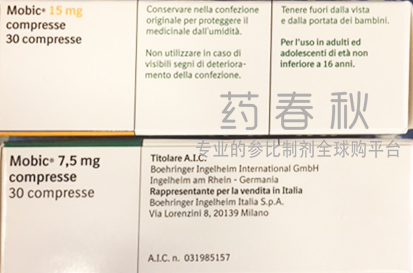 Mobic® 15 mg
compresse
30 compresse
Conservare nella confezione
originale per proteggere il
medicinale dall'umidità.
Non utilizzare in caso di
visibili segni di deteriora-
mento della confezione.
Tenere fuori dalla vista
e dalla portata dei bambini.
Per l'uso in adulti ed
adolescenti di età non
inferiore a 16 anni.
药春秋
专业的参比制剂全球购平台
Mobic® 7,5 mg
compresse
30 compresse
Titolare A.I.C:
Boehringer Ingelheim International GmbH
Ingelheim am Rhein - Germania
Rappresentante per la vendita in Italia
Boehringer Ingelheim Italia S.p.A.
Via Lorenzini 8, 20139 Milano
A.I.C. n. 031985157